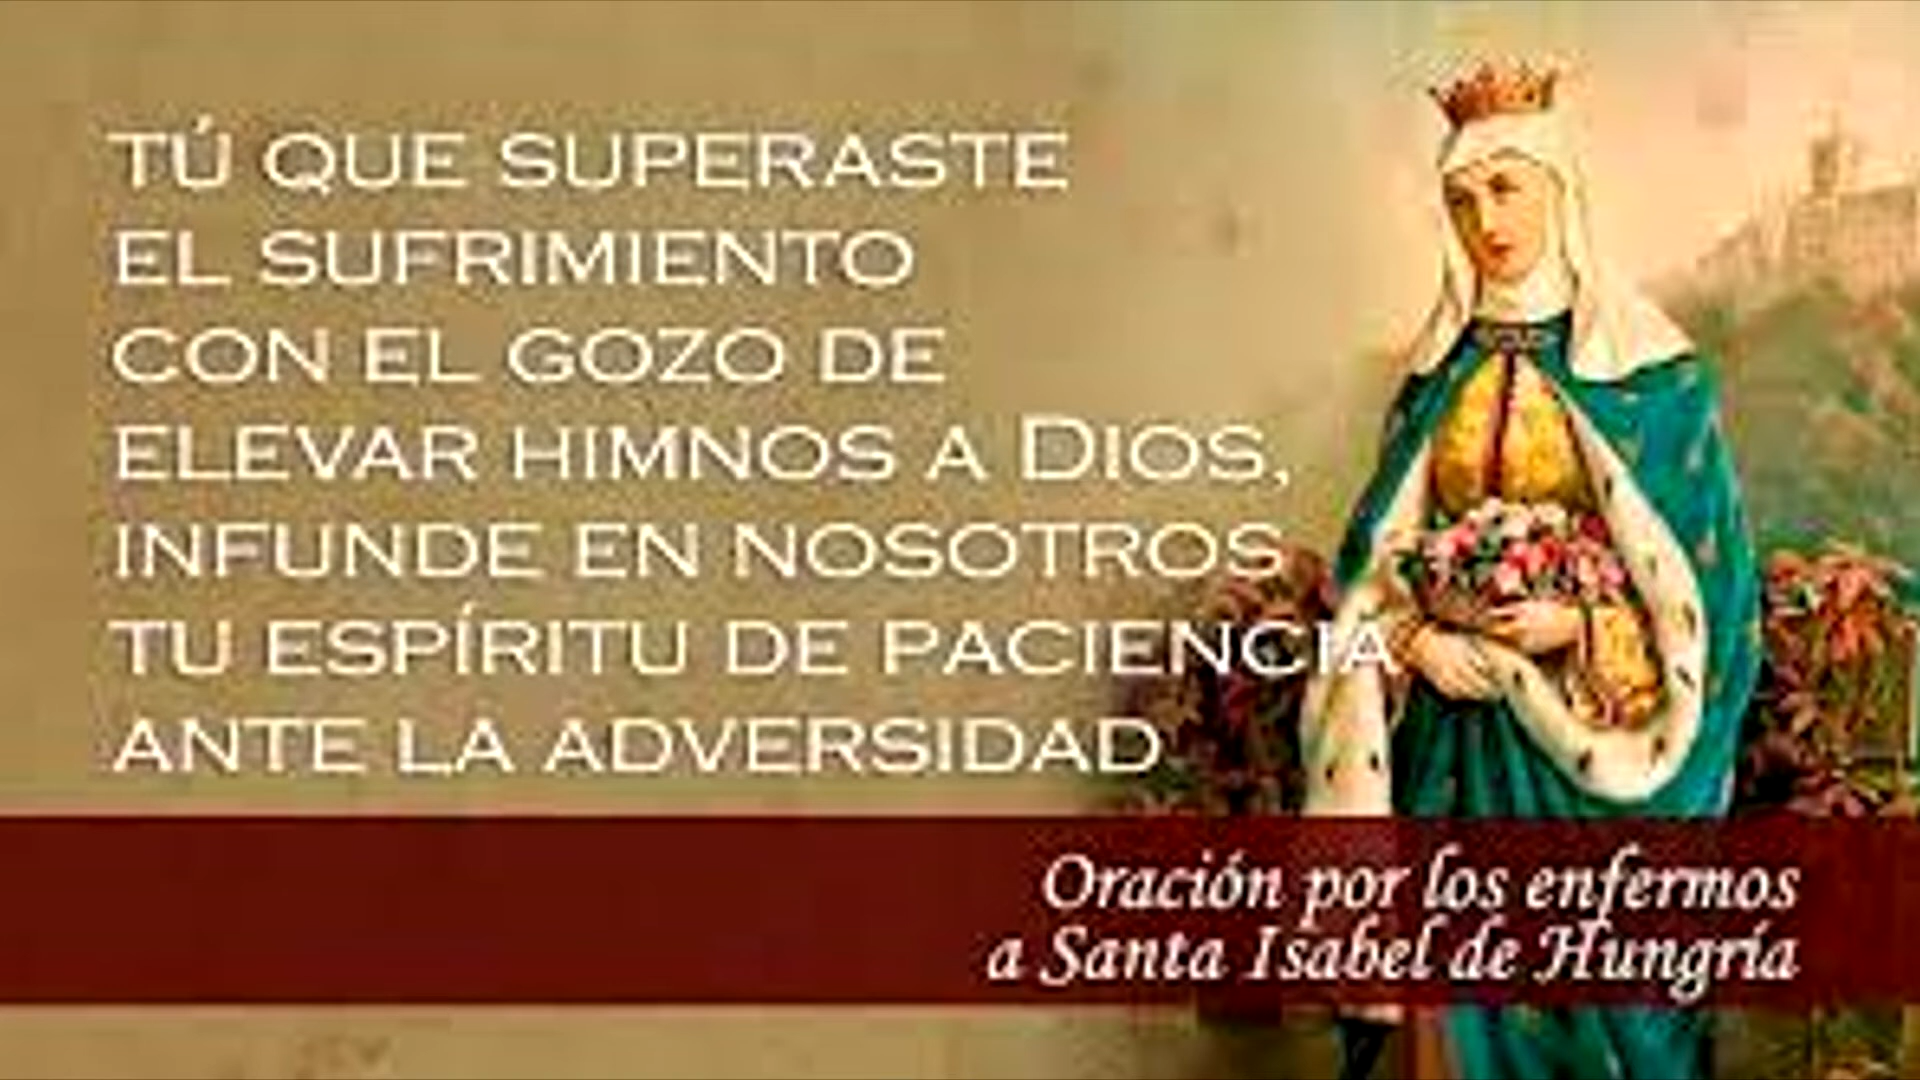 TÚ QUE SUPERASTE
EL SUFRIMIENTO
CON EL GOZO DE
ELEVAR HIMNOS A DIOS,
INFUNDE EN NOSOTROS
TU ESPÍRITU DE PACIENCIA
ANTE LA ADVERSIDAD
Oración por los enfermos
a Santa Isabel de Hungría